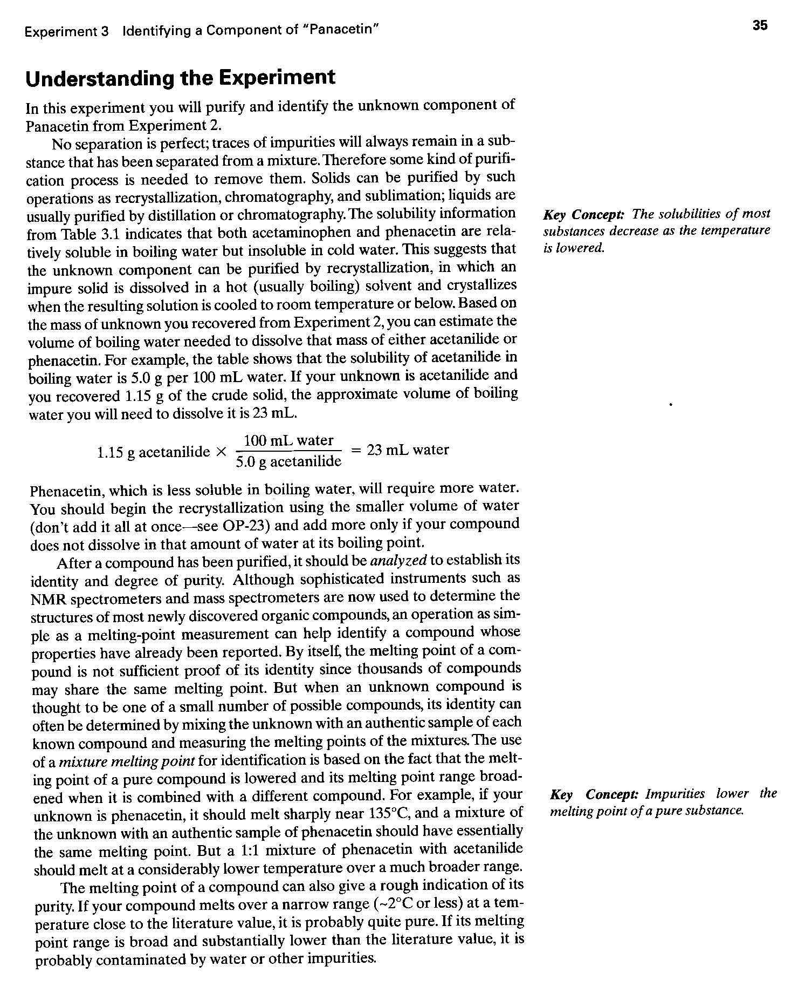 Experiment 3 Identifying a Component of "Panacetin"
35
Understanding the Experiment
In this experiment you will purify and identify the unknown component of
Panacetin from Experiment 2.
No separation is perfect; traces of impurities will always remain in a sub-
stance that has been separated from a mixture. Therefore some kind of purifi-
cation process is needed to remove them. Solids can be purified by such
operations as recrystallization, chromatography, and sublimation; liquids are
usually purified by distillation or chromatography. The solubility information
from Table 3.1 indicates that both acetaminophen and phenacetin are rela-
tively soluble in boiling water but insoluble in cold water. This suggests that
the unknown component can be purified by recrystallization, in which an
impure solid is dissolved in a hot (usually boiling) solvent and crystallizes
when the resulting solution is cooled to room temperature or below. Based on
the mass of unknown you recovered from Experiment 2, you can estimate the
volume of boiling water needed to dissolve that mass of either acetanilide or
phenacetin. For example, the table shows that the solubility of acetanilide in
boiling water is 5.0 g per 100 mL water. If your unknown is acetanilide and
you recovered 1.15 g of the crude solid, the approximate volume of boiling
water you will need to dissolve it is 23 mL.
Key Concept: The solubilities of most
substances decrease as the temperature
is lowered.
1.15 g acetanilide × 100 mL water / 5.0 g acetanilide = 23 mL water
Phenacetin, which is less soluble in boiling water, will require more water.
You should begin the recrystallization using the smaller volume of water
(don't add it all at once—see OP-23) and add more only if your compound
does not dissolve in that amount of water at its boiling point.
After a compound has been purified, it should be analyzed to establish its
identity and degree of purity. Although sophisticated instruments such as
NMR spectrometers and mass spectrometers are now used to determine the
structures of most newly discovered organic compounds, an operation as sim-
ple as a melting-point measurement can help identify a compound whose
properties have already been reported. By itself, the melting point of a com-
pound is not sufficient proof of its identity since thousands of compounds
may share the same melting point. But when an unknown compound is
thought to be one of a small number of possible compounds, its identity can
often be determined by mixing the unknown with an authentic sample of each
known compound and measuring the melting points of the mixtures. The use
of a mixture melting point for identification is based on the fact that the melt-
ing point of a pure compound is lowered and its melting point range broad-
ened when it is combined with a different compound. For example, if your
unknown is phenacetin, it should melt sharply near 135°C, and a mixture of
the unknown with an authentic sample of phenacetin should have essentially
the same melting point. But a 1:1 mixture of phenacetin with acetanilide
should melt at a considerably lower temperature over a much broader range.
Key Concept: Impurities lower the
melting point of a pure substance.
The melting point of a compound can also give a rough indication of its
purity. If your compound melts over a narrow range (~2°C or less) at a tem-
perature close to the literature value, it is probably quite pure. If its melting
point range is broad and substantially lower than the literature value, it is
probably contaminated by water or other impurities.